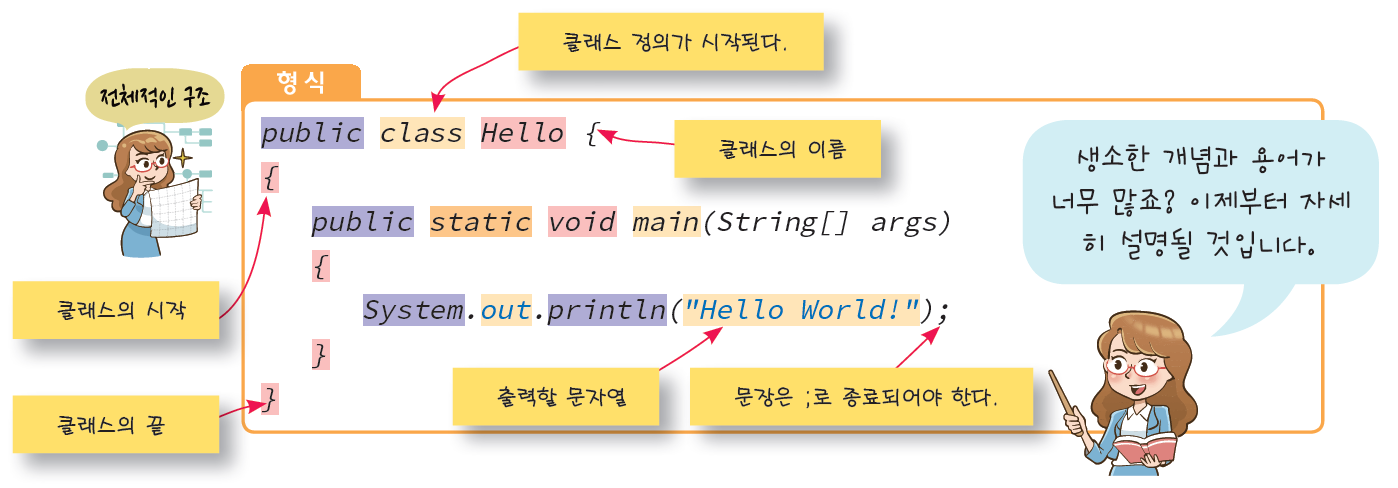 클래스 정의가 시작된다.
전체적인 구조
형식
public class Hello {
클래스의 이름
{
생소한 개념과 용어가
너무 많죠? 이제부터 자세
히 설명될 것입니다.
public static void main(String[] args)
{
클래스의 시작
System.out.println("Hello World!");
}
출력할 문자열
문장은 ;로 종료되어야 한다.
}
클래스의 끝